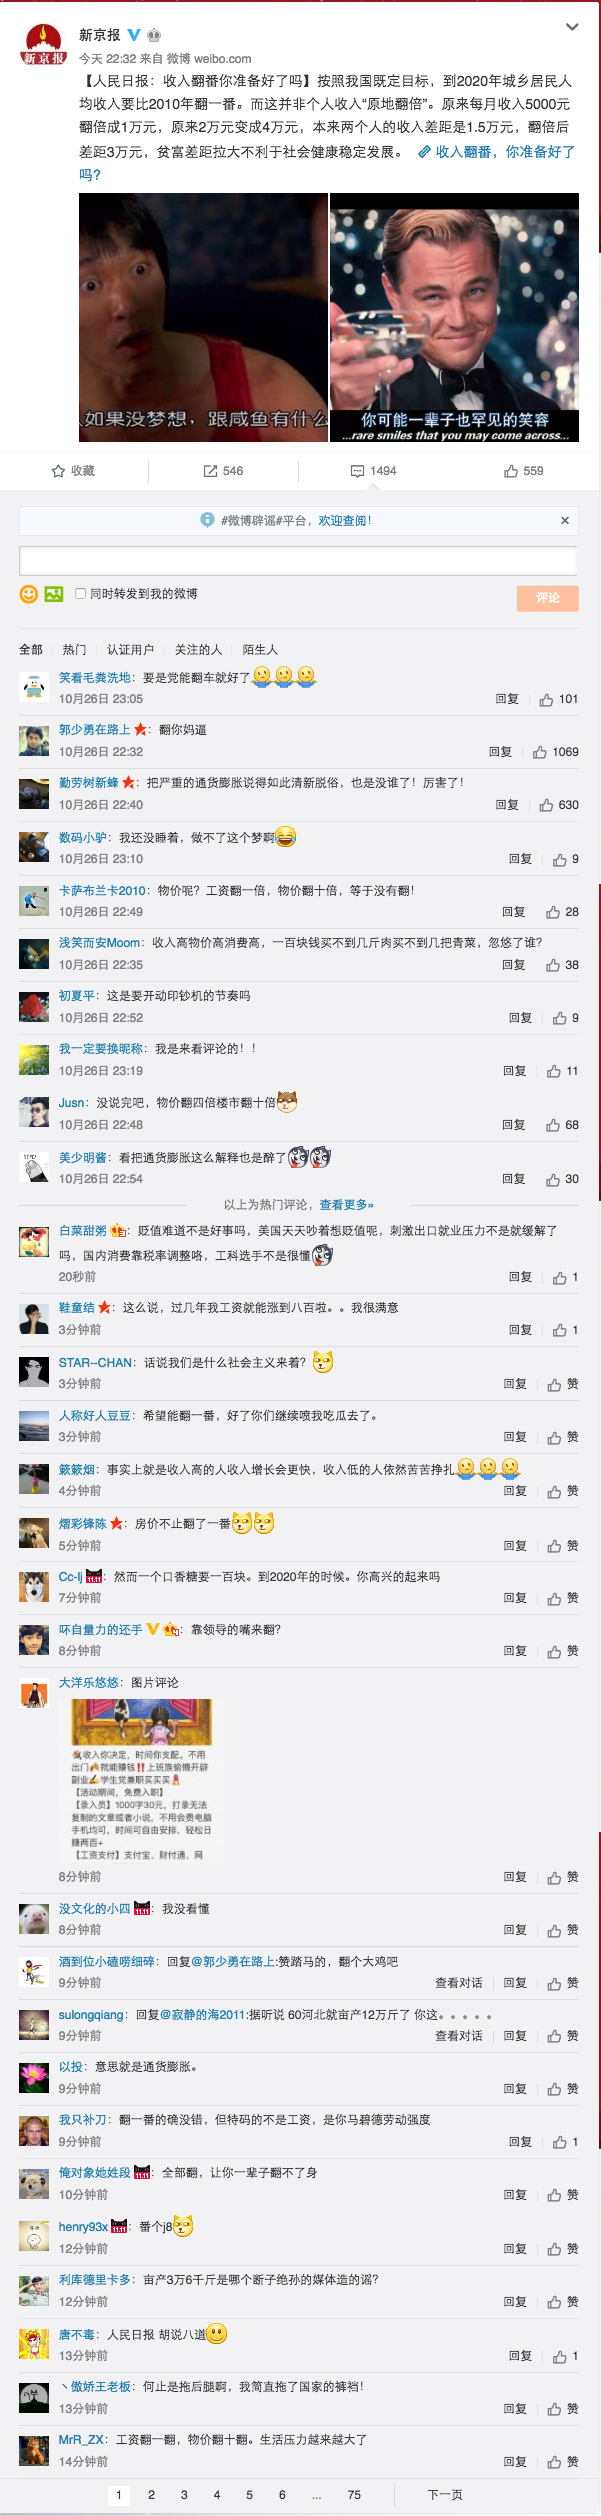 新京报
新京报
今天 22:32 来自 微博 weibo.com
【人民日报：收入翻番你准备好了吗】按照我国既定目标，到2020年城乡居民人
均收入要比2010年翻一番。而这并非个人收入“原地翻倍”。原来每月收入5000元
翻倍成1万元，原来2万元变成4万元，本来两个人的收入差距是1.5万元，翻倍后
差距3万元，贫富差距拉大不利于社会健康稳定发展。 收入翻番，你准备好了
吗?
如果没梦想，跟咸鱼有什么
你可能一辈子也罕见的笑容
...rare smiles that you may come across...
收藏 546 1494 559
#微博辟谣#平台，欢迎查阅！ ×
同时转发到我的微博 评论
全部 热门 认证用户 关注的人 陌生人
笑看毛粪洗地：要是党能翻车就好了
10月26日 23:05 回复 101
郭少勇在路上：翻你妈逼
10月26日 22:32 回复 1069
勤劳树新蜂：把严重的通货膨胀说得如此清新脱俗，也是没谁了！厉害了！
10月26日 22:40 回复 630
数码小驴：我还没睡着，做不了这个梦啊
10月26日 23:10 回复 9
卡萨布兰卡2010：物价呢？工资翻一倍，物价翻十倍，等于没有翻！
10月26日 22:49 回复 28
浅笑而安Moom：收入高物价高消费高，一百块钱买不到几斤肉买不到几把青菜，忽悠了谁?
10月26日 22:35 回复 38
初夏平：这是要开动印钞机的节奏吗
10月26日 22:52 回复 9
我一定要换昵称：我是来看评论的！！
10月26日 23:19 回复 11
Jusn：没说完吧，物价翻四倍楼市翻十倍
10月26日 22:48 回复 68
美少明酱：看把通货膨胀这么解释也是醉了
10月26日 22:54 回复 30
以上为热门评论，查看更多»
白菜甜粥：贬值难道不是好事吗，美国天天吵着想贬值呢，刺激出口就业压力不是就缓解了
吗，国内消费靠税率调整咯，工科选手不是很懂
20秒前 回复 1
鞋童结：这么说，过几年我工资就能涨到八百啦。。我很满意
3分钟前 回复 1
STAR--CHAN：话说我们是什么社会主义来着?
3分钟前 回复 赞
人称好人豆豆：希望能翻一番，好了你们继续喷我吃瓜去了。
3分钟前 回复 赞
簌簌烟：事实上就是收入高的人收入增长会更快，收入低的人依然苦苦挣扎
4分钟前 回复 赞
熠彩锋陈：房价不止翻了一番
5分钟前 回复 赞
Cc-lj：然而一个口香糖要一百块。到2020年的时候。你高兴的起来吗
7分钟前 回复 赞
吥自量力的还手：靠领导的嘴来翻?
8分钟前 回复 赞
大洋乐悠悠：图片评论
收入你决定，时间你支配。不用
出门就能赚钱‼上班族偷懒开辟
副业学生党兼职买买买
【活动期间，免费入职】
【录入员】1000字30元，打录无法
复制的文章或者小说，不用会费电脑
手机均可，时间可自由安排，轻松日
赚两百+
【工资支付】支付宝、财付通、网
8分钟前 回复 赞
没文化的小四：我没看懂
8分钟前 回复 赞
酒到位小磕唠细碎：回复@郭少勇在路上:赞踏马的，翻个大鸡吧
9分钟前 查看对话 回复 赞
sulongqiang：回复@寂静的海2011:据听说 60河北就亩产12万斤了 你这。。。。。
9分钟前 查看对话 回复 赞
以投：意思就是通货膨胀。
9分钟前 回复 赞
我只补刀：翻一番的确没错，但特码的不是工资，是你马碧德劳动强度
9分钟前 回复 1
俺对象她姓段：全部翻，让你一辈子翻不了身
10分钟前 回复 赞
henry93x：番个j8
12分钟前 回复 赞
利库德里卡多：亩产3万6千斤是哪个断子绝孙的媒体造的谣?
12分钟前 回复 赞
唐不毒：人民日报 胡说八道
13分钟前 回复 1
丶傲娇王老板：何止是拖后腿啊，我简直拖了国家的裤裆！
13分钟前 回复 赞
MrR_ZX：工资翻一翻，物价翻十翻。生活压力越来越大了
14分钟前 回复 赞
1 2 3 4 5 6 ... 75 下一页